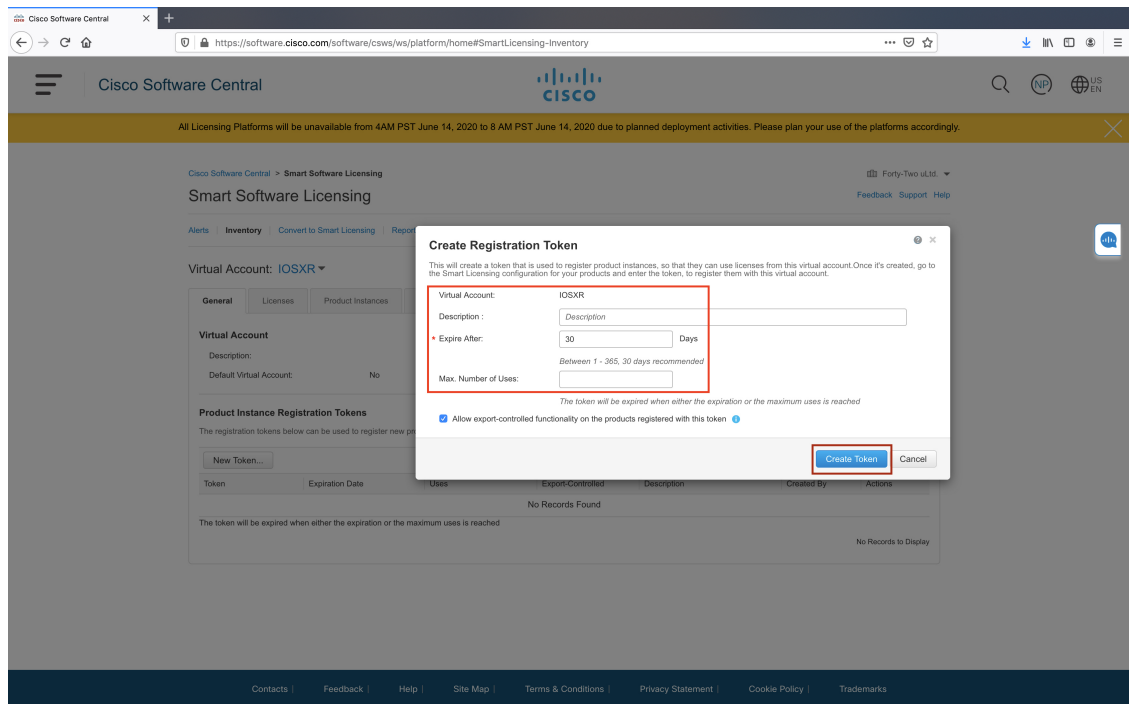 Cisco Software Central
https://software.cisco.com/software/csws/ws/platform/home#SmartLicensing-Inventory
Cisco Software Central
CISCO
NP
US
EN
All Licensing Platforms will be unavailable from 4AM PST June 14, 2020 to 8 AM PST June 14, 2020 due to planned deployment activities. Please plan your use of the platforms accordingly.
Cisco Software Central > Smart Software Licensing
Forty-Two uLtd.
Smart Software Licensing
Feedback Support Help
Alerts | Inventory | Convert to Smart Licensing | Report
Virtual Account: IOSXR
General Licenses Product Instances
Virtual Account
Description:
Default Virtual Account: No
Product Instance Registration Tokens
The registration tokens below can be used to register new pr
New Token...
Token Expiration Date Uses Export-Controlled Description Created By Actions
No Records Found
The token will be expired when either the expiration or the maximum uses is reached
No Records to Display
Create Registration Token
This will create a token that is used to register product instances, so that they can use licenses from this virtual account.Once it's created, go to
the Smart Licensing configuration for your products and enter the token, to register them with this virtual account.
Virtual Account: IOSXR
Description : Description
* Expire After: 30 Days
Between 1 - 365, 30 days recommended
Max. Number of Uses:
The token will be expired when either the expiration or the maximum uses is reached
Allow export-controlled functionality on the products registered with this token
Create Token Cancel
Contacts | Feedback | Help | Site Map | Terms & Conditions | Privacy Statement | Cookie Policy | Trademarks